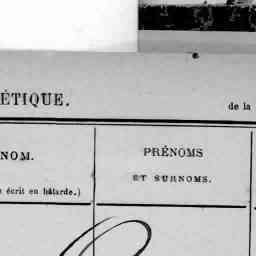 ÉTIQUE.
de la
NOM.
PRÉNOMS
ET SURNOMS.
écrit en bâtarde.)